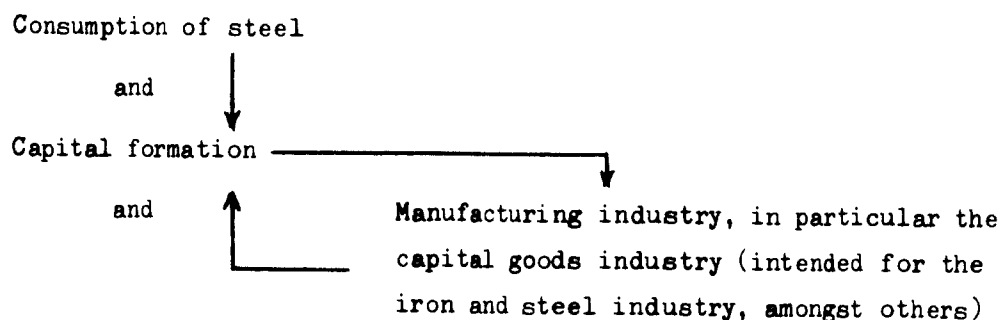 Consumption of steel
and
Capital formation
and
Manufacturing industry, in particular the
capital goods industry (intended for the
iron and steel industry, amongst others)